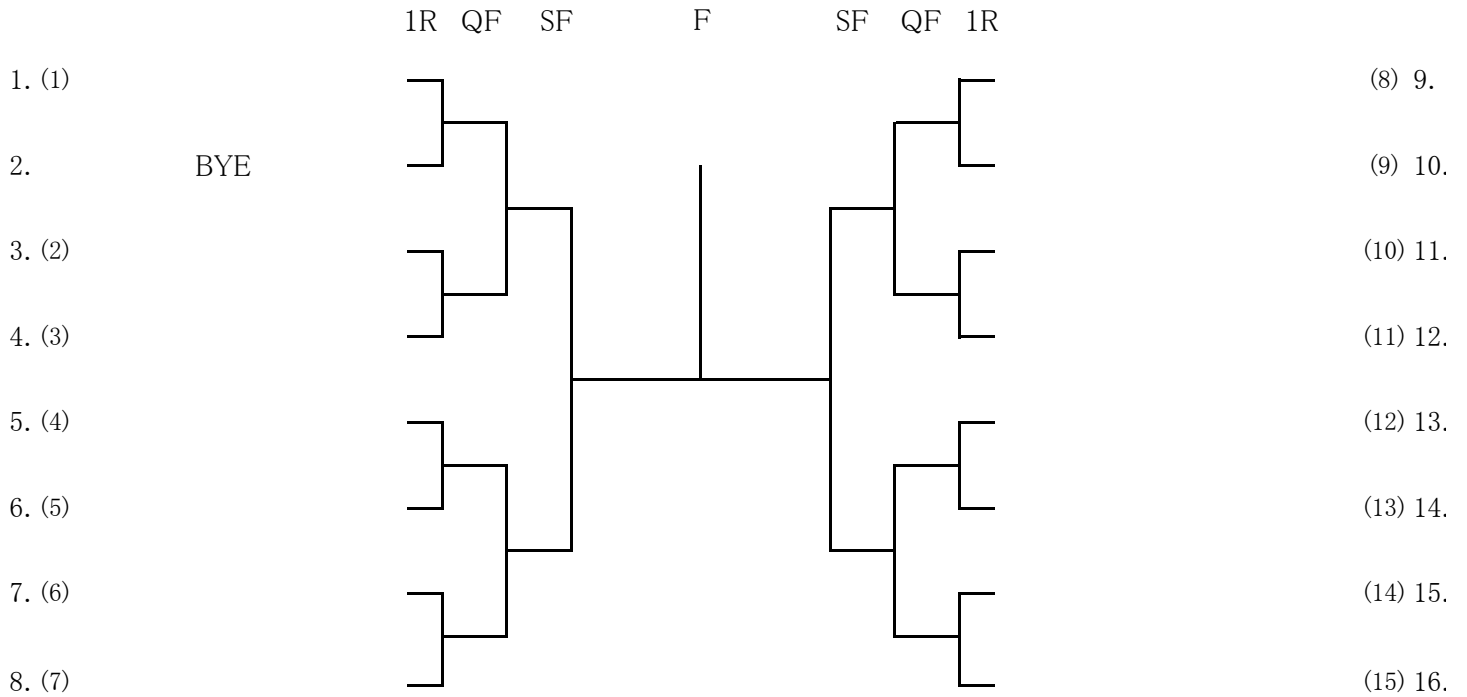 1R QF SF F SF QF 1R
1. (1) (8) 9.
2. BYE (9) 10.
3. (2) (10) 11.
4. (3) (11) 12.
5. (4) (12) 13.
6. (5) (13) 14.
7. (6) (14) 15.
8. (7) (15) 16.